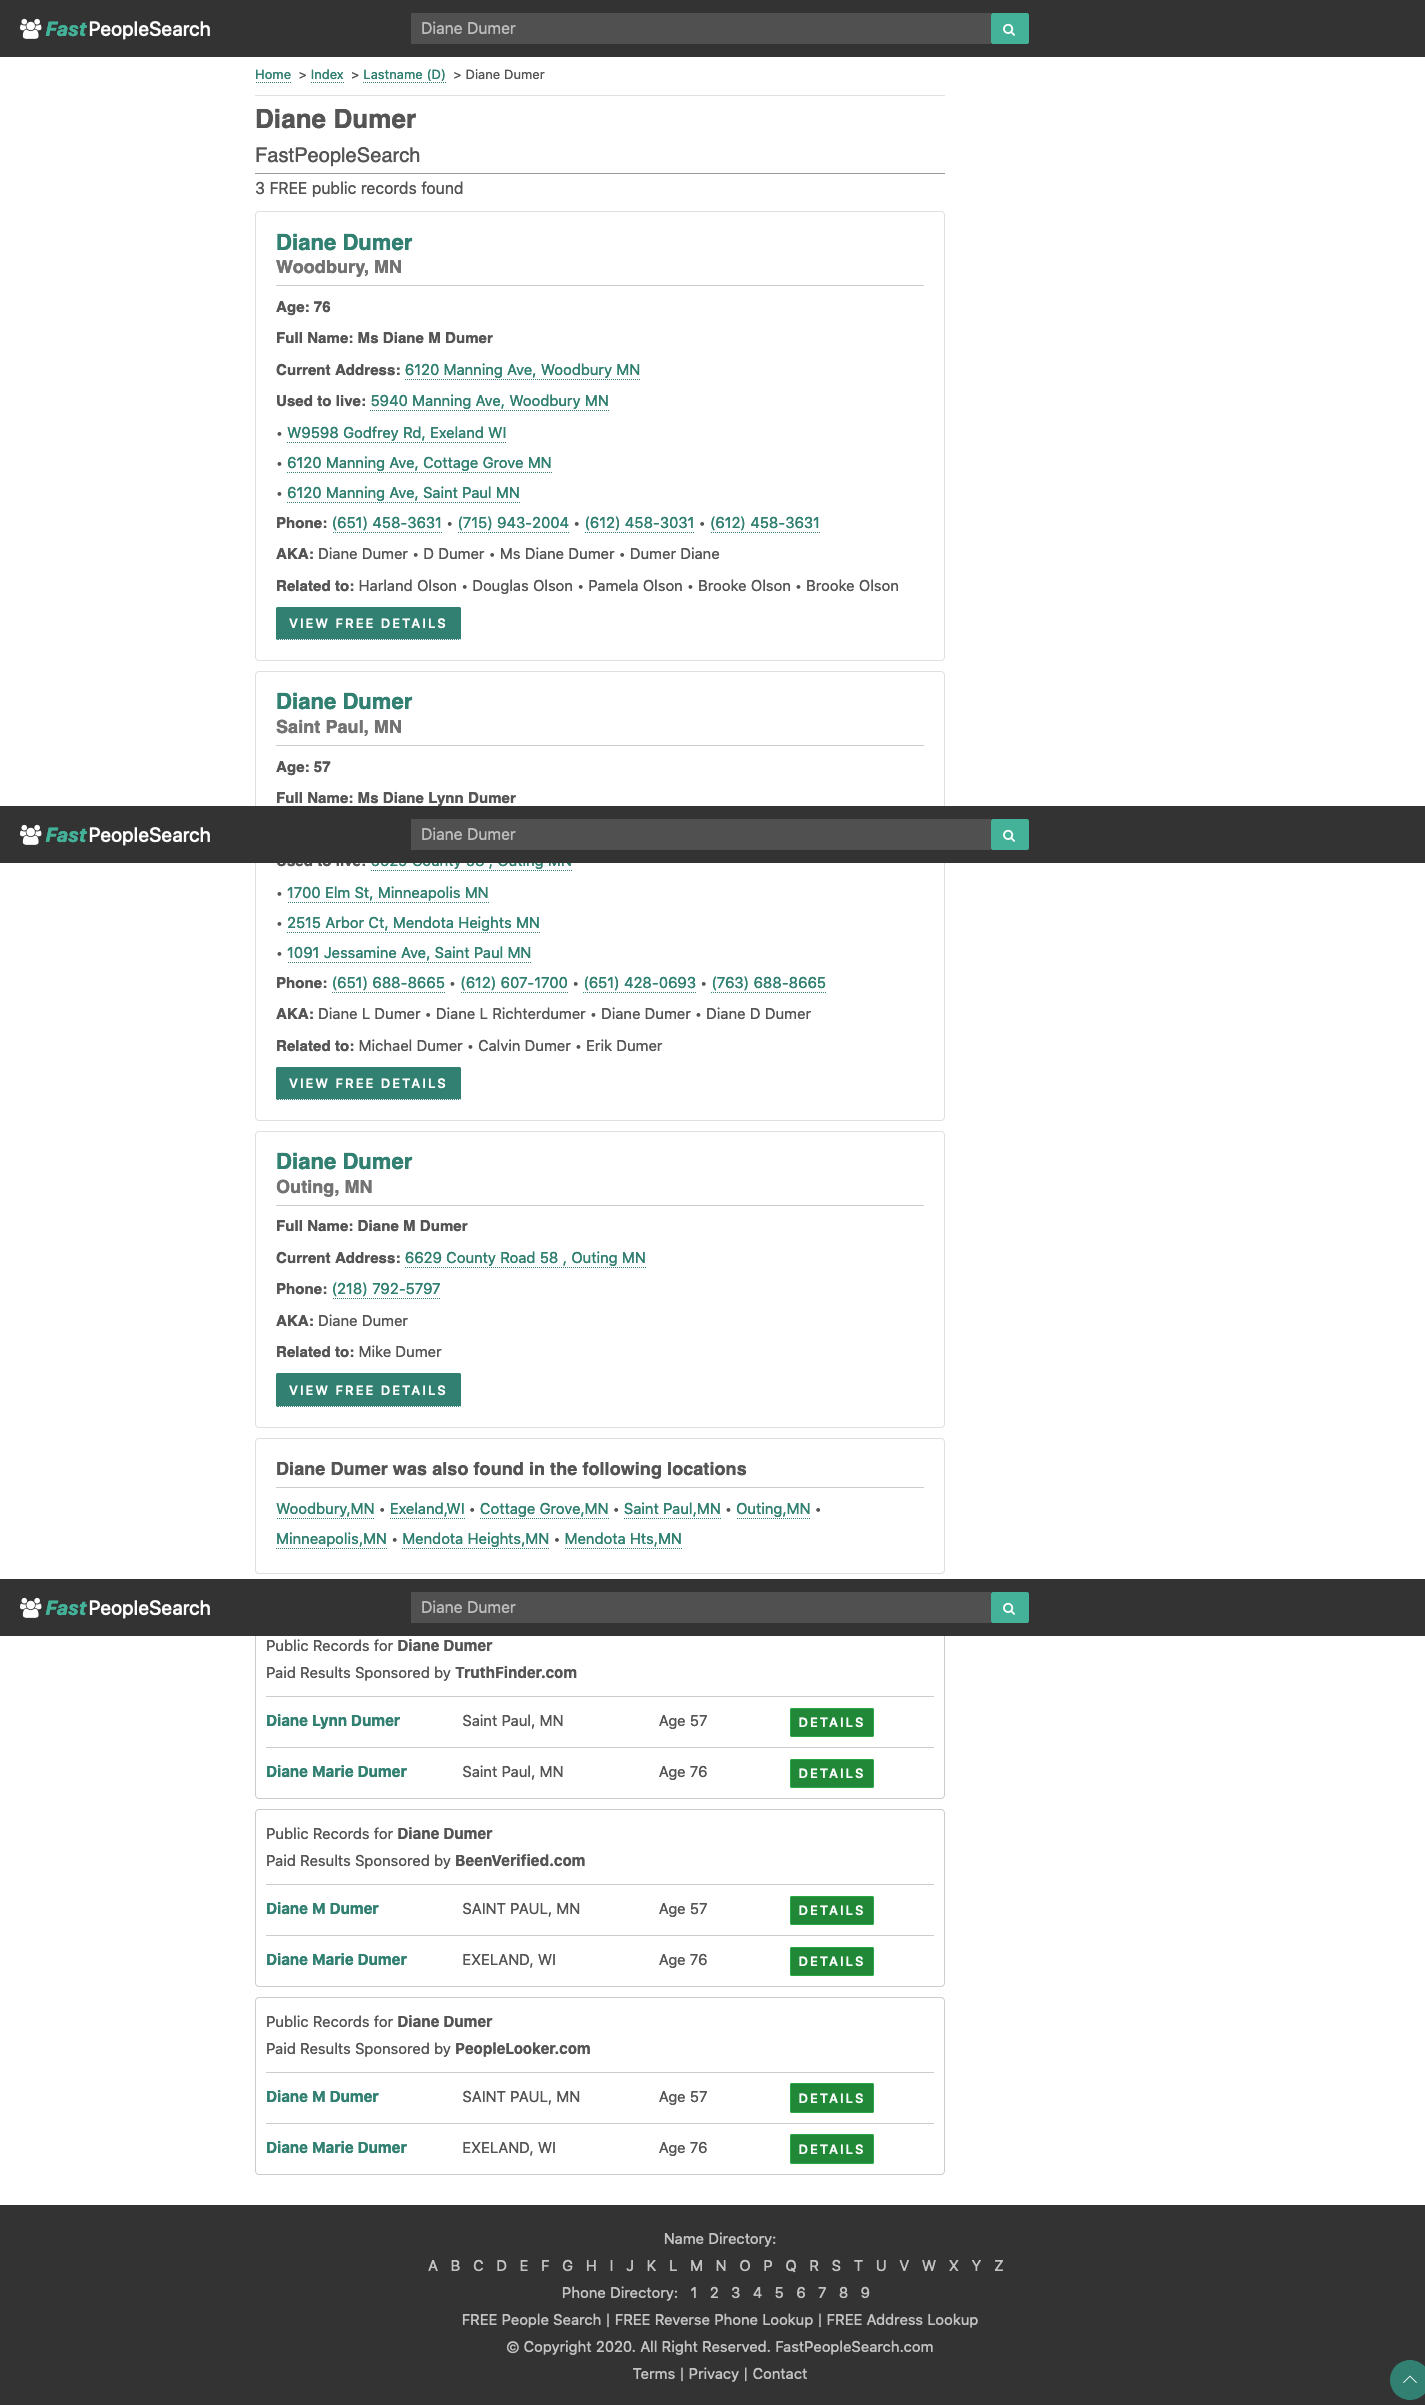 FastPeopleSearch
Diane Dumer
Home > Index > Lastname (D) > Diane Dumer
Diane Dumer
FastPeopleSearch
3 FREE public records found
Diane Dumer
Woodbury, MN
Age: 76
Full Name: Ms Diane M Dumer
Current Address: 6120 Manning Ave, Woodbury MN
Used to live: 5940 Manning Ave, Woodbury MN
• W9598 Godfrey Rd, Exeland WI
• 6120 Manning Ave, Cottage Grove MN
• 6120 Manning Ave, Saint Paul MN
Phone: (651) 458-3631 • (715) 943-2004 • (612) 458-3031 • (612) 458-3631
AKA: Diane Dumer • D Dumer • Ms Diane Dumer • Dumer Diane
Related to: Harland Olson • Douglas Olson • Pamela Olson • Brooke Olson • Brooke Olson
VIEW FREE DETAILS
Diane Dumer
Saint Paul, MN
Age: 57
Full Name: Ms Diane Lynn Dumer
FastPeopleSearch
Diane Dumer
Used to live: County , Outing MN
• 1700 Elm St, Minneapolis MN
• 2515 Arbor Ct, Mendota Heights MN
• 1091 Jessamine Ave, Saint Paul MN
Phone: (651) 688-8665 • (612) 607-1700 • (651) 428-0693 • (763) 688-8665
AKA: Diane L Dumer • Diane L Richterdumer • Diane Dumer • Diane D Dumer
Related to: Michael Dumer • Calvin Dumer • Erik Dumer
VIEW FREE DETAILS
Diane Dumer
Outing, MN
Full Name: Diane M Dumer
Current Address: 6629 County Road 58 , Outing MN
Phone: (218) 792-5797
AKA: Diane Dumer
Related to: Mike Dumer
VIEW FREE DETAILS
Diane Dumer was also found in the following locations
Woodbury,MN • Exeland,WI • Cottage Grove,MN • Saint Paul,MN • Outing,MN •
Minneapolis,MN • Mendota Heights,MN • Mendota Hts,MN
FastPeopleSearch
Diane Dumer
Public Records for Diane Dumer
Paid Results Sponsored by TruthFinder.com
Diane Lynn Dumer Saint Paul, MN Age 57 DETAILS
Diane Marie Dumer Saint Paul, MN Age 76 DETAILS
Public Records for Diane Dumer
Paid Results Sponsored by BeenVerified.com
Diane M Dumer SAINT PAUL, MN Age 57 DETAILS
Diane Marie Dumer EXELAND, WI Age 76 DETAILS
Public Records for Diane Dumer
Paid Results Sponsored by PeopleLooker.com
Diane M Dumer SAINT PAUL, MN Age 57 DETAILS
Diane Marie Dumer EXELAND, WI Age 76 DETAILS
Name Directory:
A B C D E F G H I J K L M N O P Q R S T U V W X Y Z
Phone Directory: 1 2 3 4 5 6 7 8 9
FREE People Search | FREE Reverse Phone Lookup | FREE Address Lookup
© Copyright 2020. All Right Reserved. FastPeopleSearch.com
Terms | Privacy | Contact